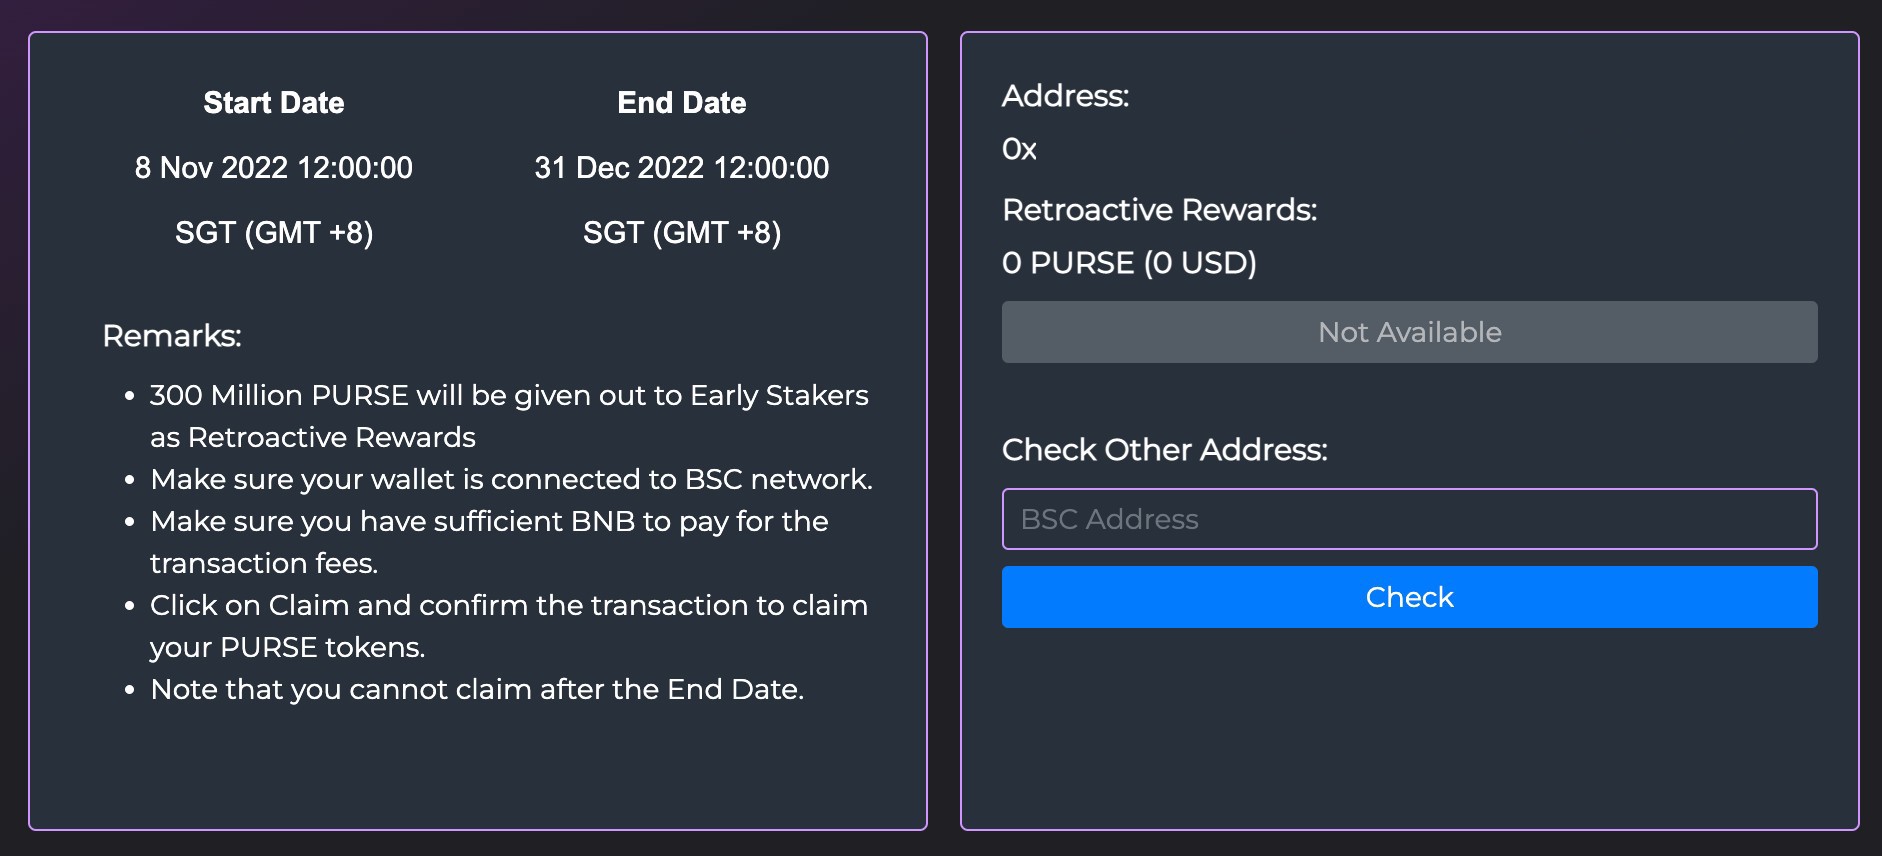 Start Date
End Date
8 Nov 2022 12:00:00
31 Dec 2022 12:00:00
SGT (GMT +8)
SGT (GMT +8)
Remarks:
• 300 Million PURSE will be given out to Early Stakers
as Retroactive Rewards
• Make sure your wallet is connected to BSC network.
• Make sure you have sufficient BNB to pay for the
transaction fees.
• Click on Claim and confirm the transaction to claim
your PURSE tokens.
• Note that you cannot claim after the End Date.
Address:
0x
Retroactive Rewards:
0 PURSE (0 USD)
Not Available
Check Other Address:
BSC Address
Check